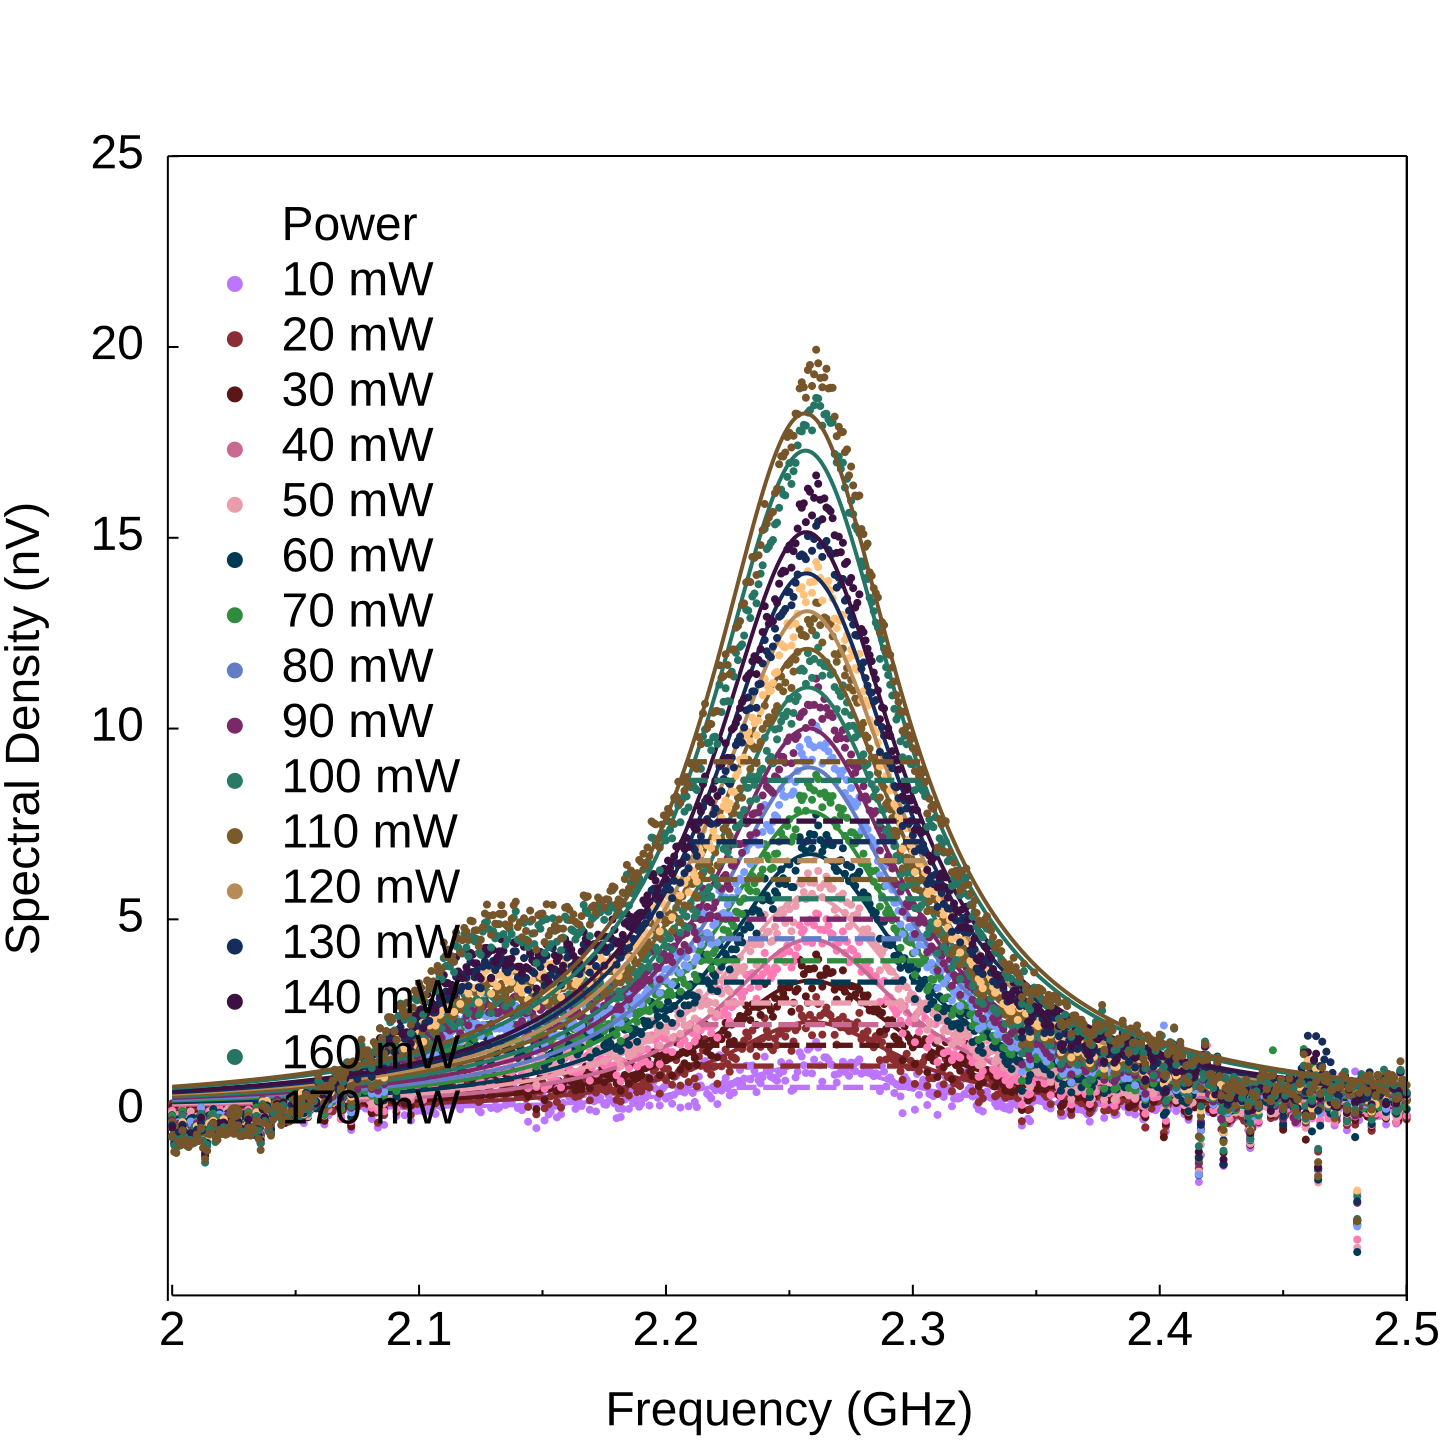 25
20
15
10
5
0
Spectral Density (nV)
Power
10 mW
20 mW
30 mW
40 mW
50 mW
60 mW
70 mW
80 mW
90 mW
100 mW
110 mW
120 mW
130 mW
140 mW
160 mW
170 mW
2
2.1
2.2
2.3
2.4
2.5
Frequency (GHz)